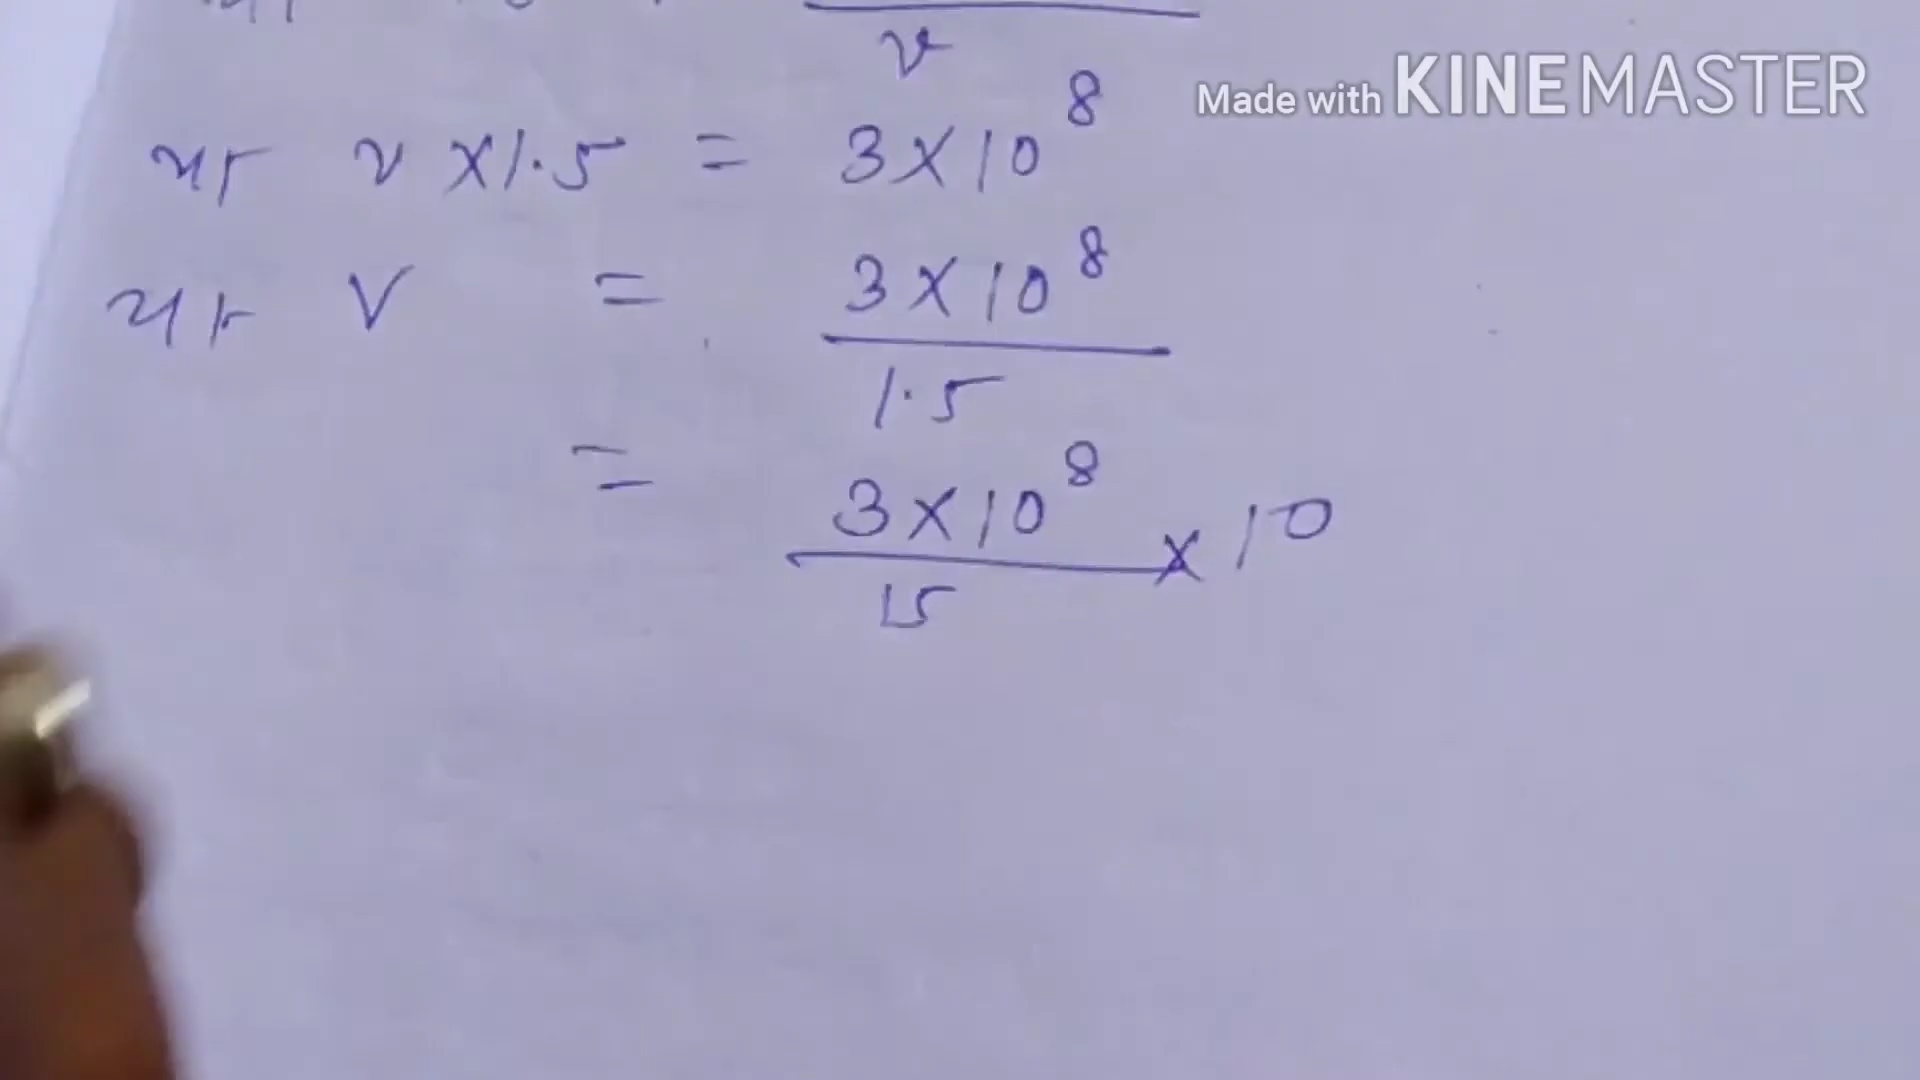 v
Made with KINEMASTER
या v × 1.5 = 3 × 10⁸
या V = 3 × 10⁸
1.5
= 3 × 10⁸ × 10
15